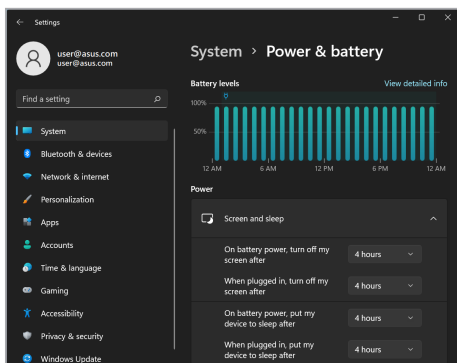 Settings
user@asus.com
user@asus.com
Find a setting
System
Bluetooth & devices
Network & internet
Personalization
Apps
Accounts
Time & language
Gaming
Accessibility
Privacy & security
Windows Update
System > Power & battery
Battery levels
View detailed info
100%
50%
12 AM 6 AM 12 PM 6 PM 12 AM
Power
Screen and sleep
On battery power, turn off my
screen after
4 hours
When plugged in, turn off my
screen after
4 hours
On battery power, put my
device to sleep after
4 hours
When plugged in, put my
device to sleep after
4 hours